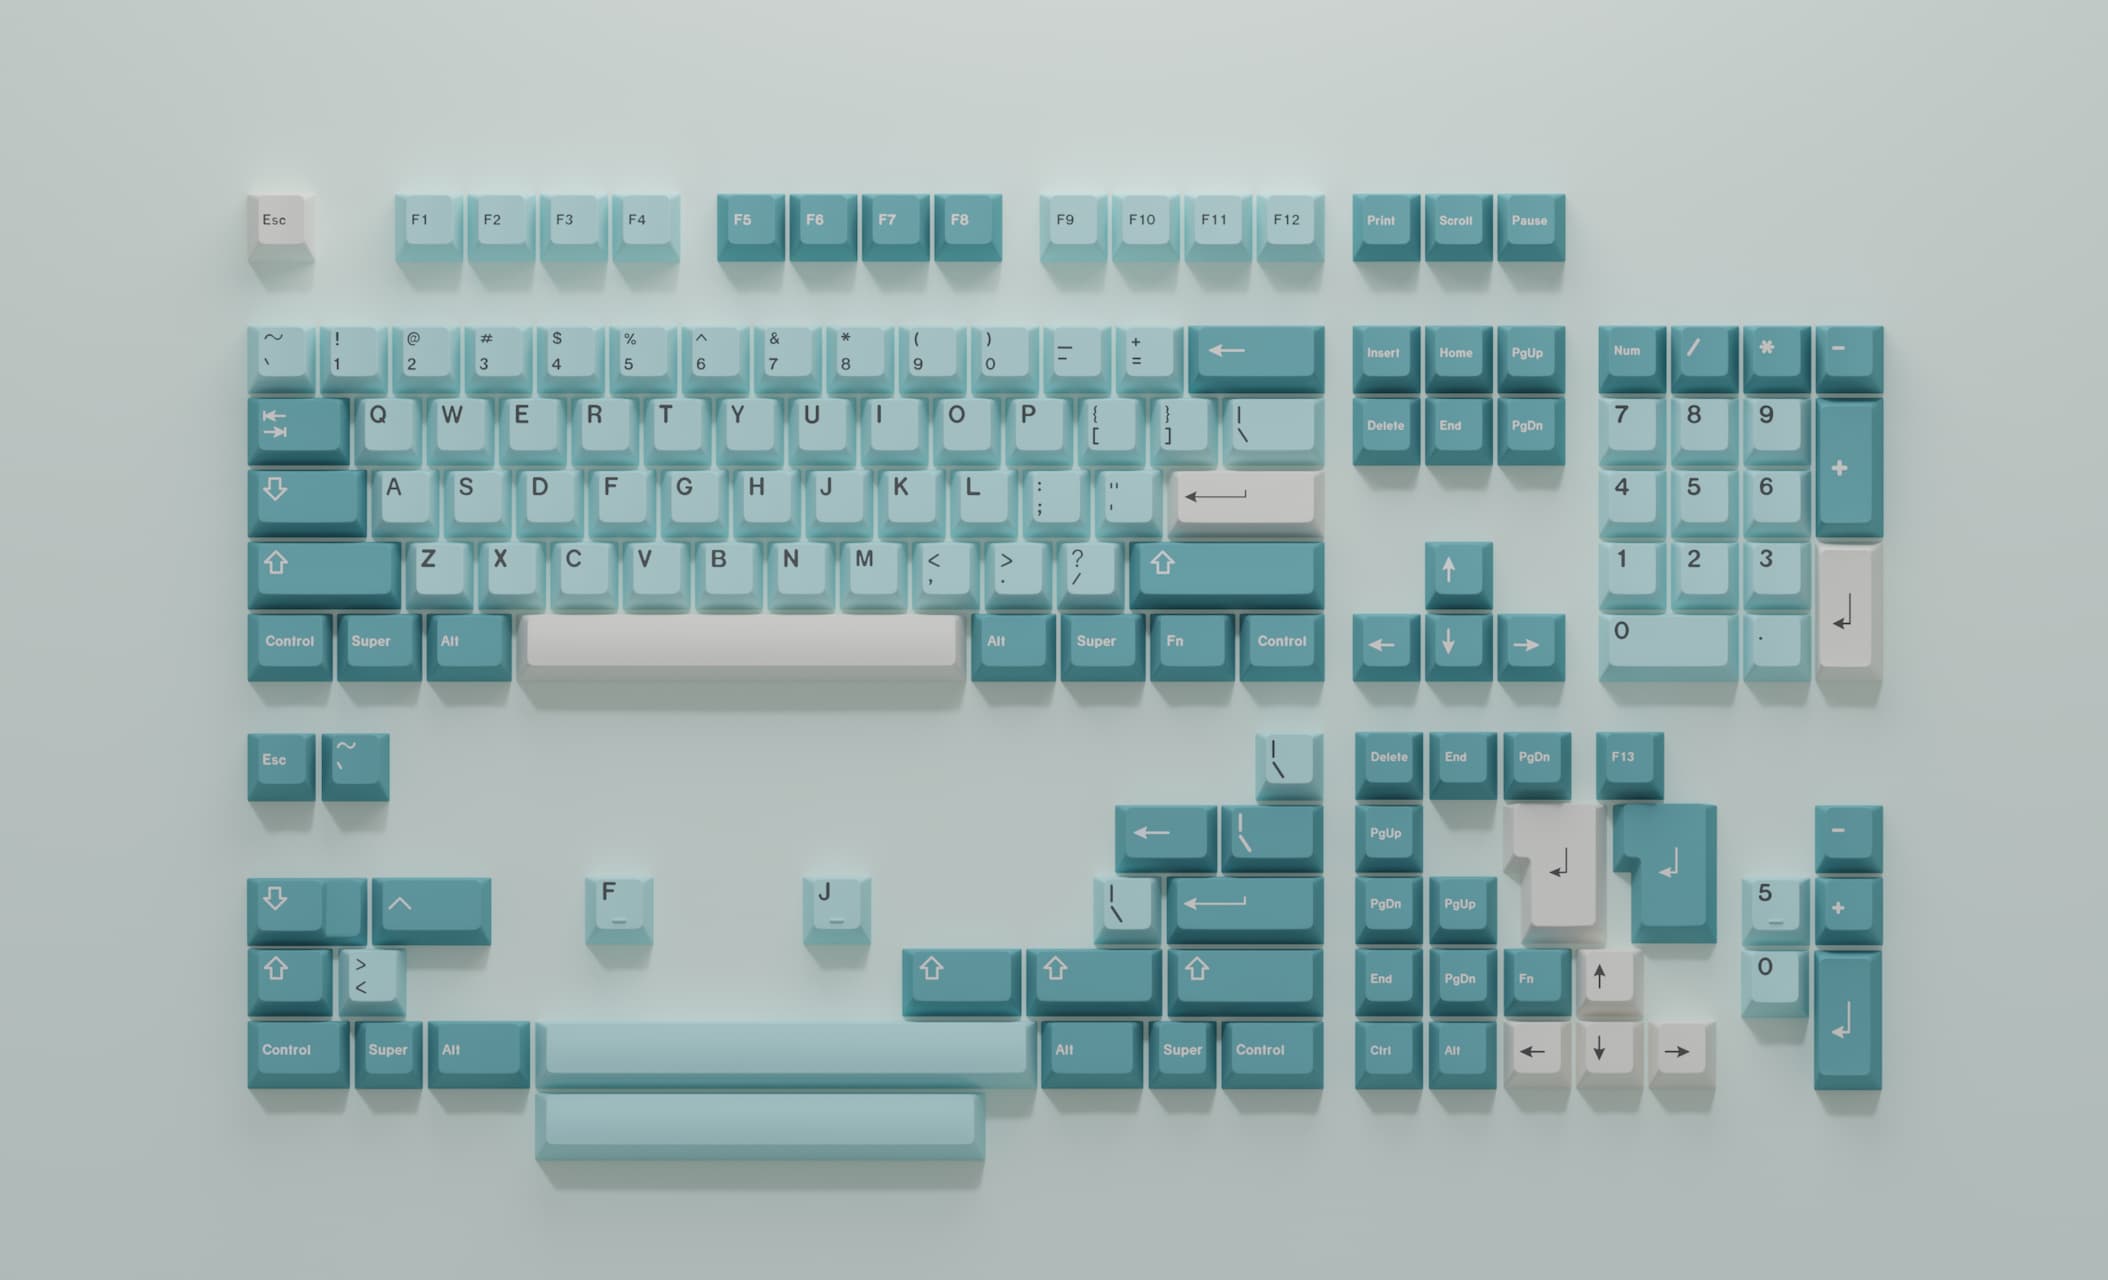 Esc F1 F2 F3 F4 F5 F6 F7 F8 F9 F10 F11 F12 Print Scroll Pause
~ ! @ # $ % ^ & * ( ) — +
` 1 2 3 4 5 6 7 8 9 0 - = ← Insert Home PgUp Num / * -
⇤ Q W E R T Y U I O P { } | 7 8 9
⇥ [ ] \ Delete End PgDn
+
⇩ A S D F G H J K L : " ← 4 5 6
; '
⇧ Z X C V B N M < > ? ⇧ ↑ 1 2 3
, . /
Control Super Alt Alt Super Fn Control ← ↓ → 0 . ↵
Esc ~ | Delete End PgDn F13
` \
← | PgUp -
\
↵ ↵
⇩ ^ F J | ← PgDn PgUp 5 +
_ _ \ _
⇧ > ⇧ ⇧ ⇧ End PgDn Fn ↑ 0
<
↵
Control Super Alt Alt Super Control Ctrl Alt ← ↓ →